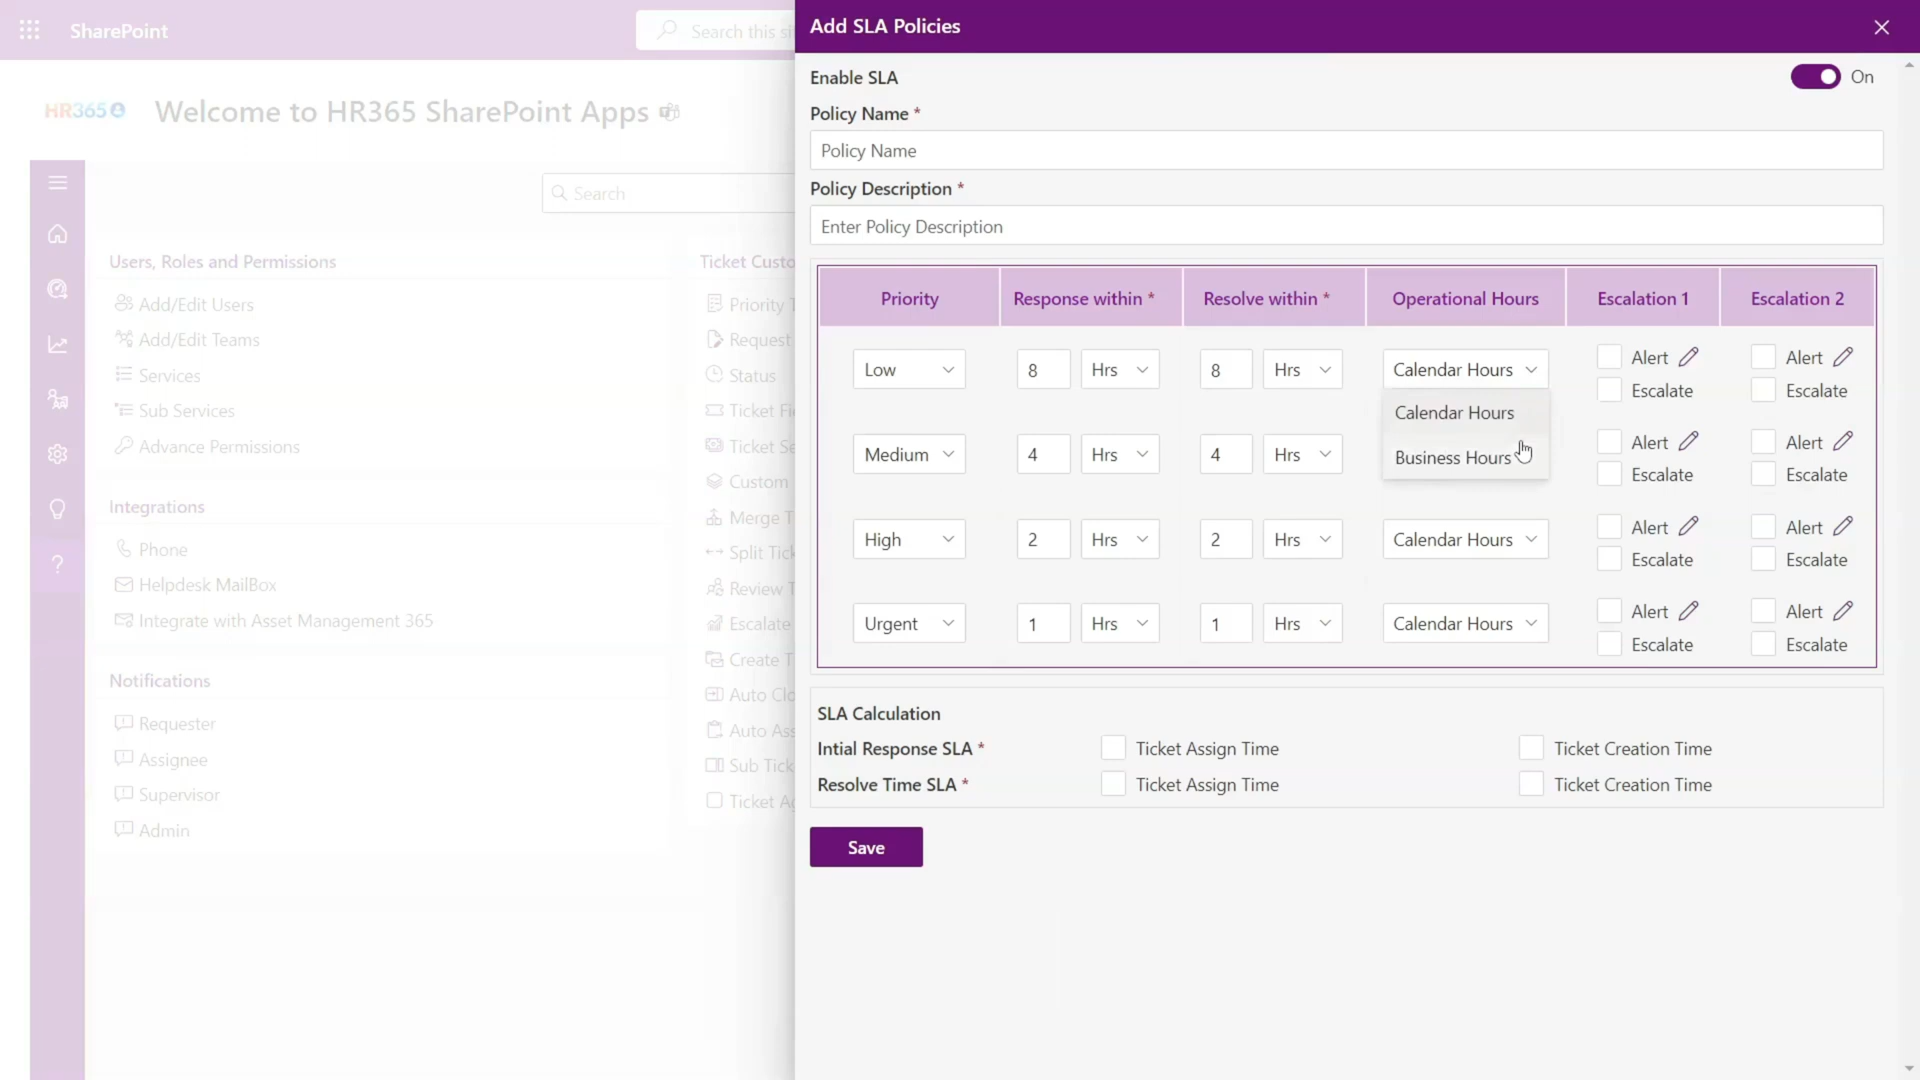 SharePoint
Search this si
HR365
Welcome to HR365 SharePoint Apps
Search
Users, Roles and Permissions
Add/Edit Users
Add/Edit Teams
Services
Sub Services
Advance Permissions
Integrations
Phone
Helpdesk MailBox
Integrate with Asset Management 365
Notifications
Requester
Assignee
Supervisor
Admin
Ticket Custo
Priority T
Request
Status
Ticket Fie
Ticket Se
Custom
Merge T
Split Tick
Review T
Escalate
Create T
Auto Clo
Auto Ass
Sub Tick
Ticket Ag
Add SLA Policies
Enable SLA
On
Policy Name *
Policy Name
Policy Description *
Enter Policy Description
Priority Response within * Resolve within * Operational Hours Escalation 1 Escalation 2
Low 8 Hrs 8 Hrs Calendar Hours Alert Alert
Escalate Escalate
Calendar Hours
Business Hours
Medium 4 Hrs 4 Hrs Alert Alert
Escalate Escalate
High 2 Hrs 2 Hrs Calendar Hours Alert Alert
Escalate Escalate
Urgent 1 Hrs 1 Hrs Calendar Hours Alert Alert
Escalate Escalate
SLA Calculation
Intial Response SLA * Ticket Assign Time Ticket Creation Time
Resolve Time SLA * Ticket Assign Time Ticket Creation Time
Save